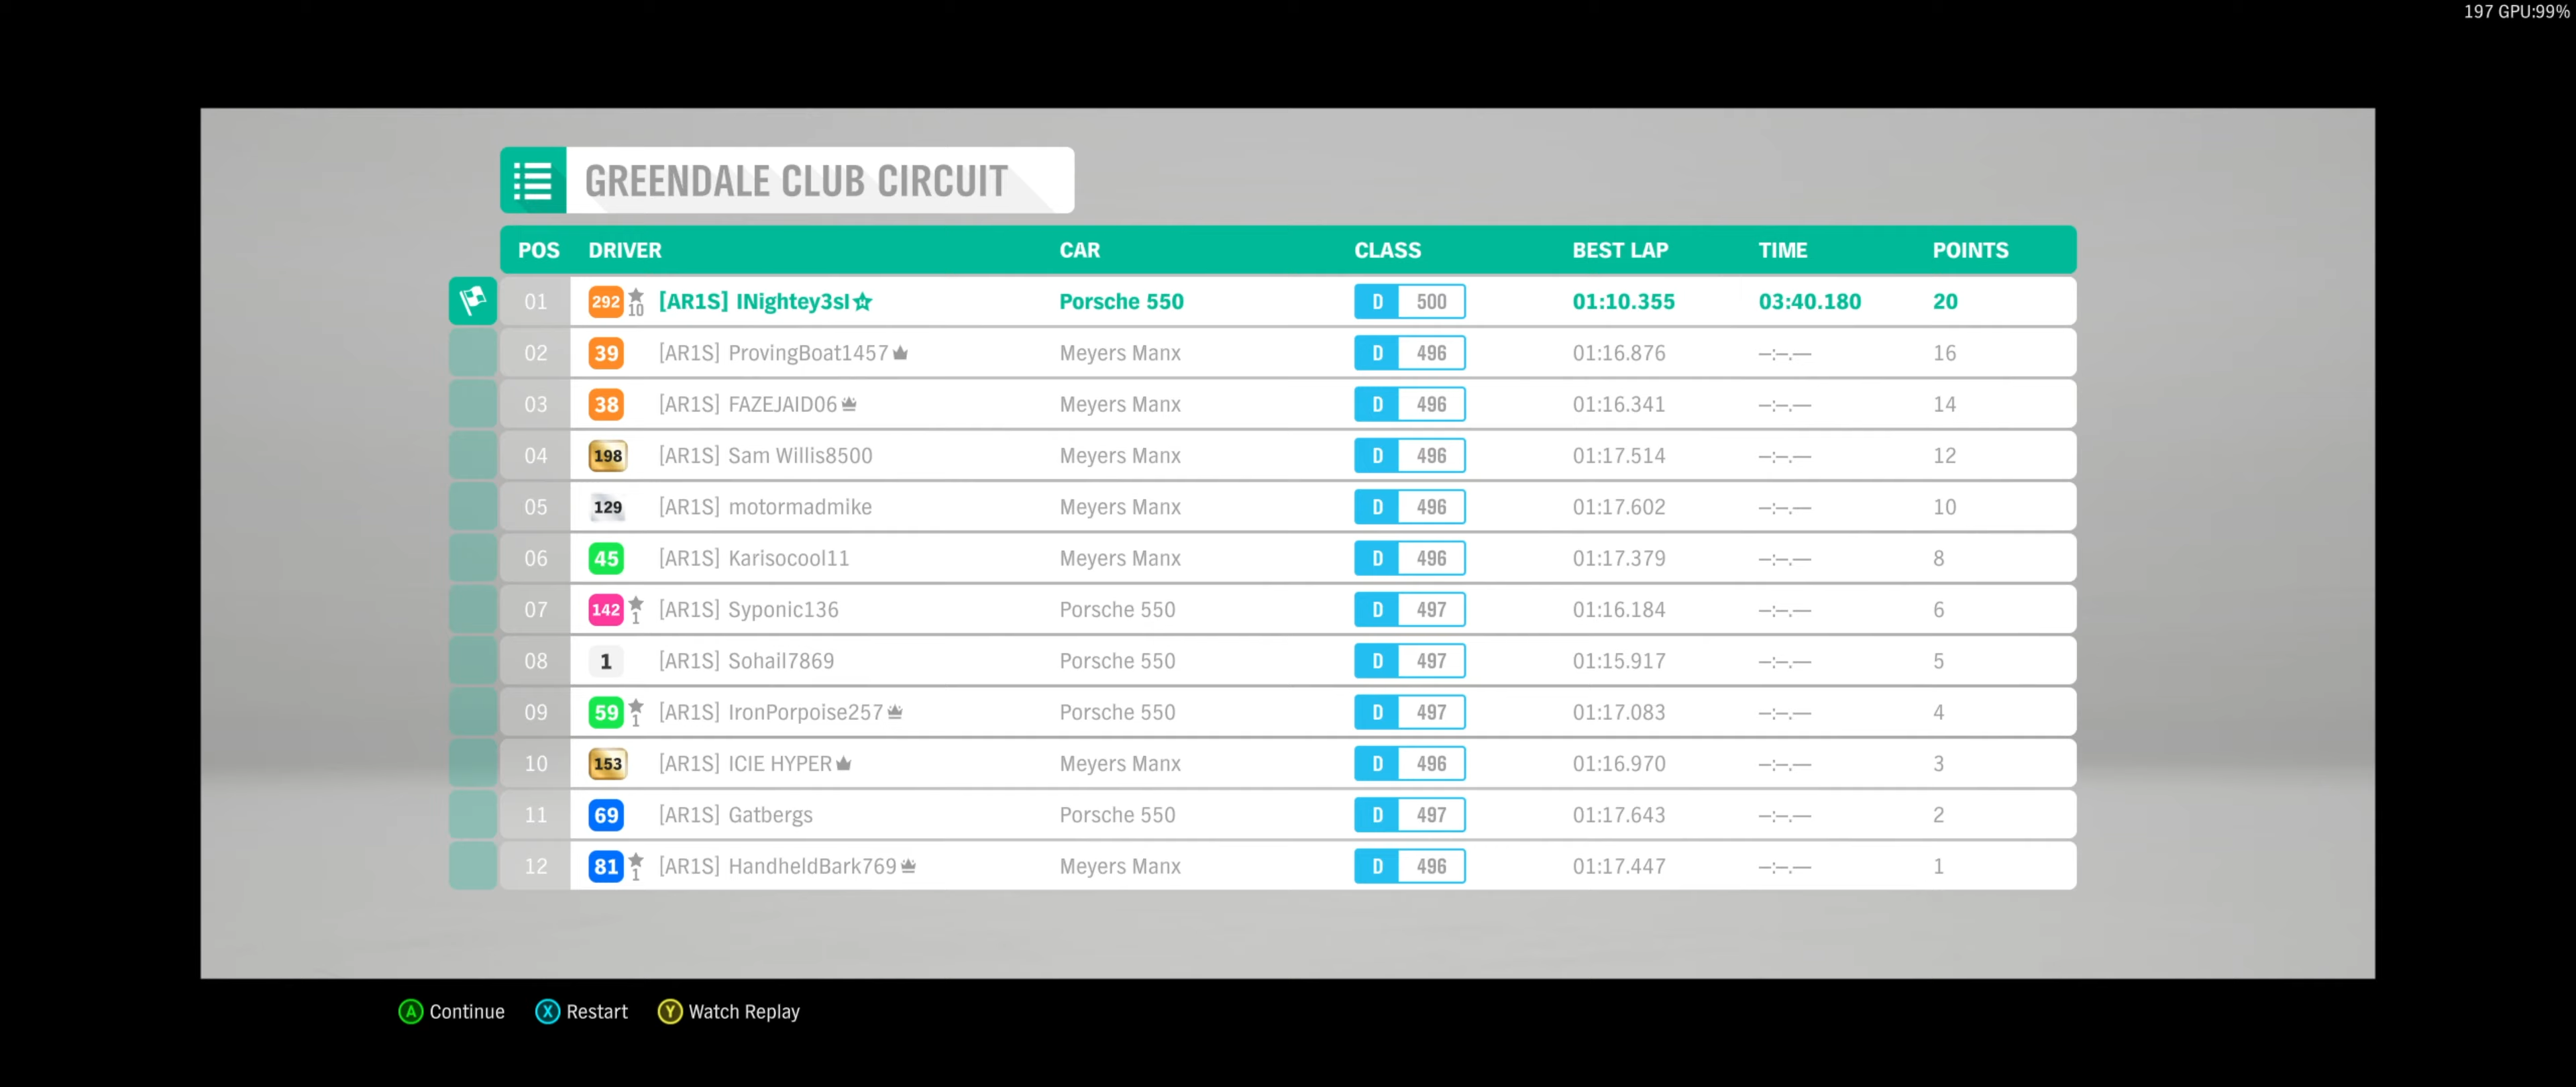 197 GPU:99%
GREENDALE CLUB CIRCUIT
POS DRIVER CAR CLASS BEST LAP TIME POINTS
01 292 10 [AR1S] INightey3sI Porsche 550 D 500 01:10.355 03:40.180 20
02 39 [AR1S] ProvingBoat1457 Meyers Manx D 496 01:16.876 –:–.–– 16
03 38 [AR1S] FAZEJAID06 Meyers Manx D 496 01:16.341 –:–.–– 14
04 198 [AR1S] Sam Willis8500 Meyers Manx D 496 01:17.514 –:–.–– 12
05 129 [AR1S] motormadmike Meyers Manx D 496 01:17.602 –:–.–– 10
06 45 [AR1S] Karisocool11 Meyers Manx D 496 01:17.379 –:–.–– 8
07 142 1 [AR1S] Syponic136 Porsche 550 D 497 01:16.184 –:–.–– 6
08 1 [AR1S] Sohail7869 Porsche 550 D 497 01:15.917 –:–.–– 5
09 59 1 [AR1S] IronPorpoise257 Porsche 550 D 497 01:17.083 –:–.–– 4
10 153 [AR1S] ICIE HYPER Meyers Manx D 496 01:16.970 –:–.–– 3
11 69 [AR1S] Gatbergs Porsche 550 D 497 01:17.643 –:–.–– 2
12 81 1 [AR1S] HandheldBark769 Meyers Manx D 496 01:17.447 –:–.–– 1
A Continue X Restart Y Watch Replay